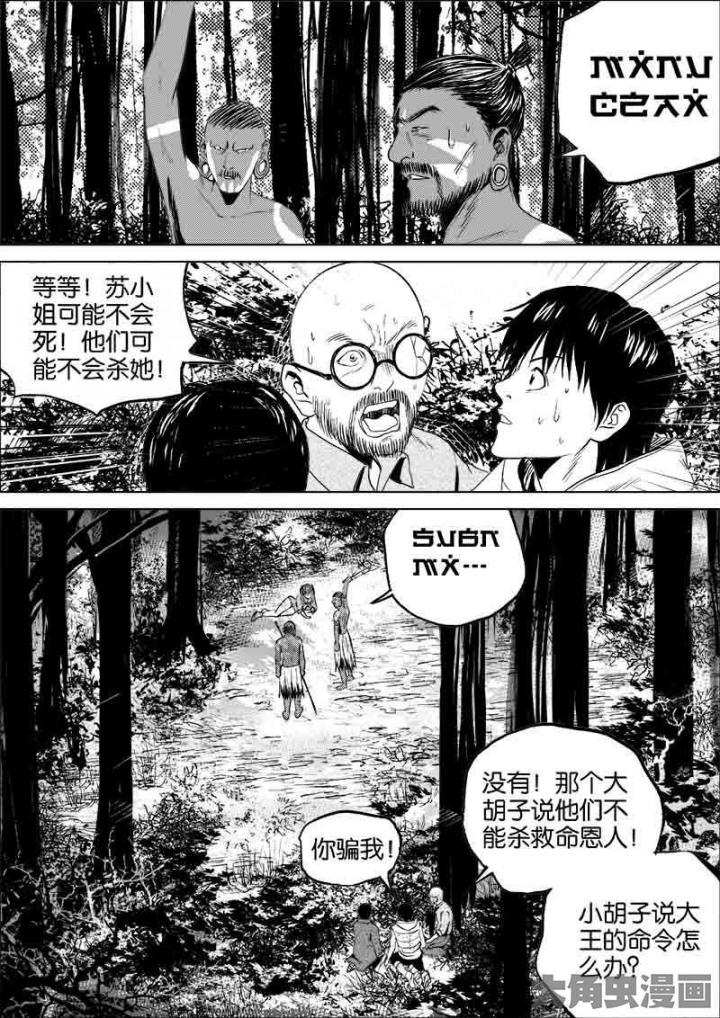 等等！苏小
姐可能不会
死！他们可
能不会杀她！
你骗我！
没有！那个大
胡子说他们不
能杀救命恩人！
小胡子说大
王的命令怎
么办？
大角虫漫画